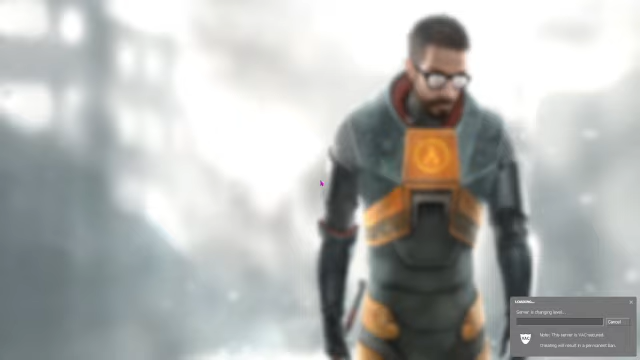 Loading...
Server is changing level...
Cancel
Note: This server is VAC secured.
Cheating will result in a permanent ban.
VAC